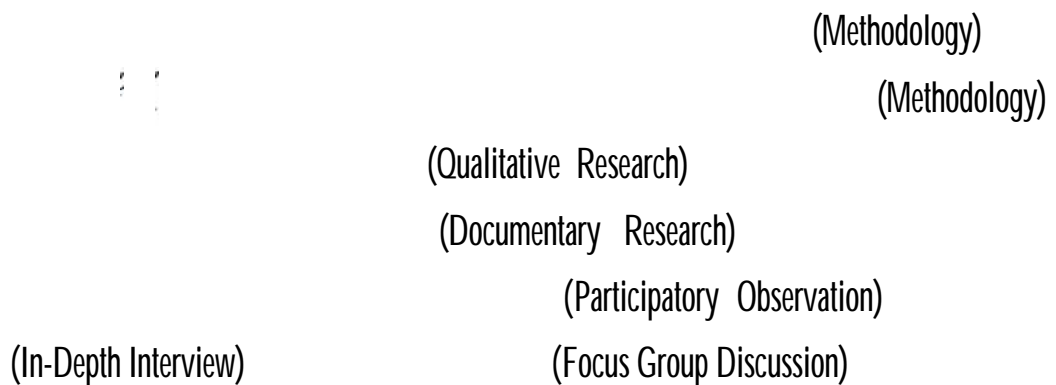 (Methodology)
(Methodology)
(Qualitative Research)
(Documentary Research)
(Participatory Observation)
(In-Depth Interview) (Focus Group Discussion)